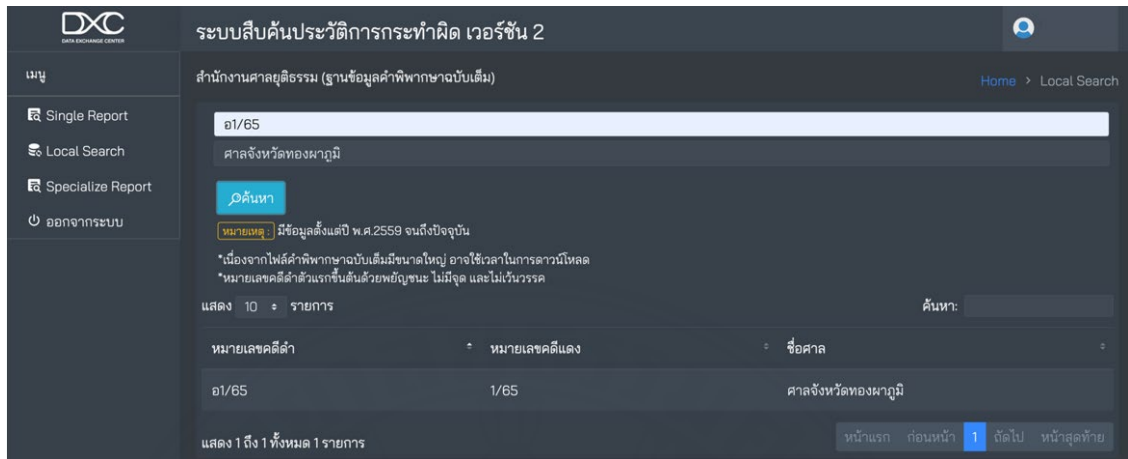 DXC
DATA EXCHANGE CENTER
ระบบสืบค้นประวัติการกระทำผิด เวอร์ชัน 2
เมนู
Single Report
Local Search
Specialize Report
ออกจากระบบ
สำนักงานศาลยุติธรรม (ฐานข้อมูลคำพิพากษาฉบับเต็ม)
Home > Local Search
อ1/65
ศาลจังหวัดทองผาภูมิ
ค้นหา
หมายเหตุ : มีข้อมูลตั้งแต่ปี พ.ศ.2559 จนถึงปัจจุบัน
*เนื่องจากไฟล์คำพิพากษาฉบับเต็มมีขนาดใหญ่ อาจใช้เวลาในการดาวน์โหลด
*หมายเลขคดีดำตัวแรกขึ้นต้นด้วยพยัญชนะ ไม่มีจุด และไม่เว้นวรรค
แสดง 10 รายการ ค้นหา:
หมายเลขคดีดำ หมายเลขคดีแดง ชื่อศาล
อ1/65 1/65 ศาลจังหวัดทองผาภูมิ
แสดง 1 ถึง 1 ทั้งหมด 1 รายการ หน้าแรก ก่อนหน้า 1 ถัดไป หน้าสุดท้าย